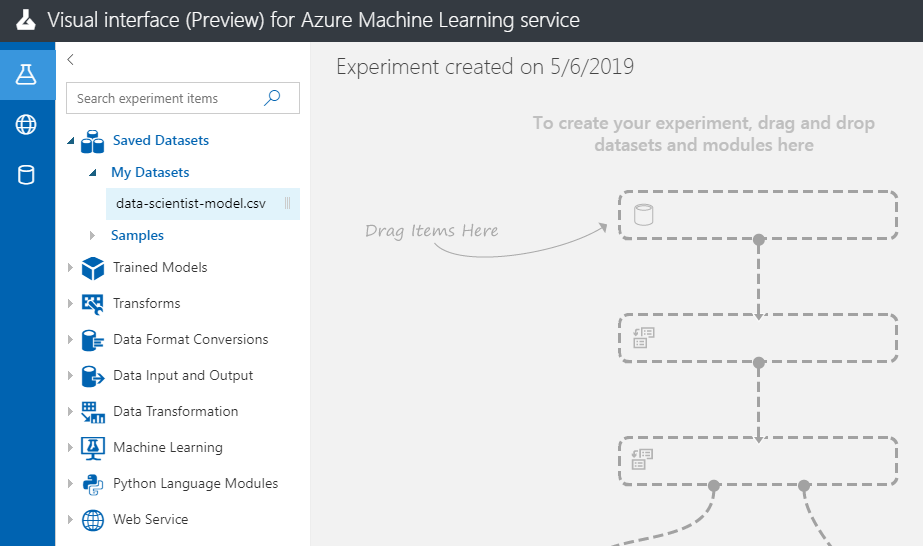 Visual interface (Preview) for Azure Machine Learning service
Experiment created on 5/6/2019
Search experiment items
Saved Datasets
My Datasets
data-scientist-model.csv
Samples
Trained Models
Transforms
Data Format Conversions
Data Input and Output
Data Transformation
Machine Learning
Python Language Modules
Web Service
To create your experiment, drag and drop
datasets and modules here
Drag Items Here